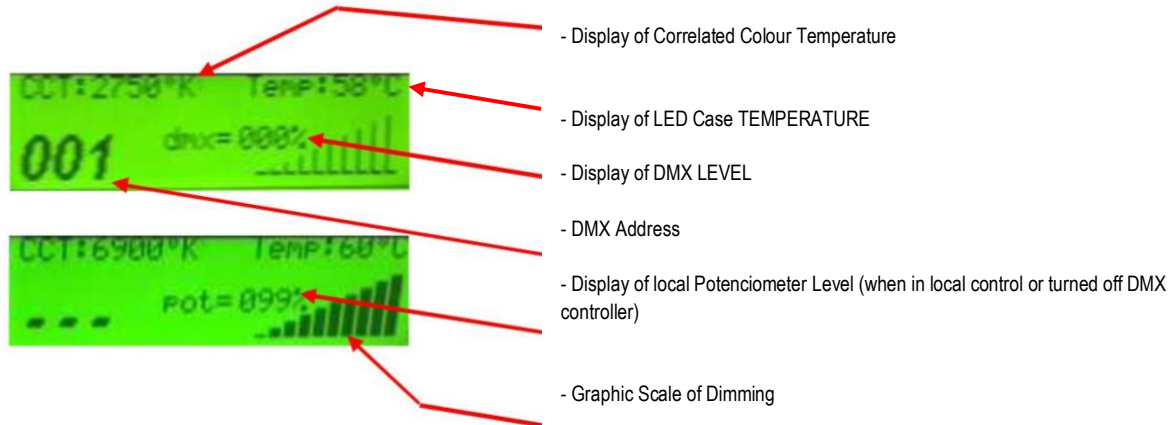 - Display of Correlated Colour Temperature
CCT:2750°K Temp:58°C
- Display of LED Case TEMPERATURE
dmx=000%
001
- Display of DMX LEVEL
- DMX Address
CCT:6900°K Temp:60°C
- Display of local Potenciometer Level (when in local control or turned off DMX
controller)
pot=099%
---
- Graphic Scale of Dimming